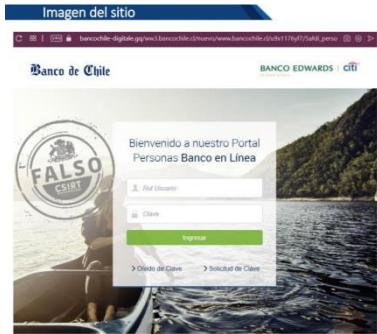 Imagen del sitio
bancochile-digitale.gq/ww3.bancochile.cl/nuevo/www.bancochile.cl
Banco de Chile
BANCO EDWARDS | citi
Bienvenido a nuestro Portal
Personas Banco en Línea
FALSO
CSIRT
Rut Usuario
Clave
Ingresar
Olvido de Clave
Solicitud de Clave